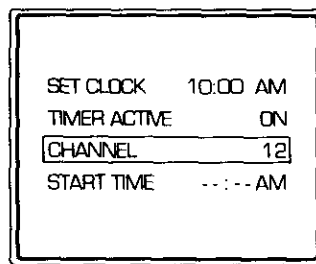 SET CLOCK 10:00 AM
TIMER ACTIVE ON
CHANNEL 12
START TIME --:-- AM